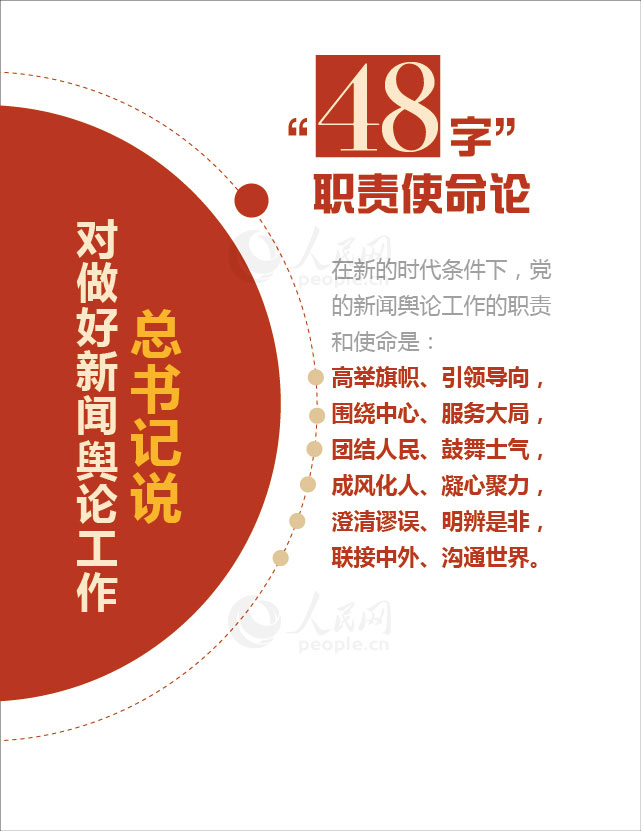 总书记说
对做好新闻舆论工作
“48字”
职责使命论
在新的时代条件下，党
的新闻舆论工作的职责
和使命是：
高举旗帜、引领导向，
围绕中心、服务大局，
团结人民、鼓舞士气，
成风化人、凝心聚力，
澄清谬误、明辨是非，
联接中外、沟通世界。
人民网
people.cn
人民网
people.cn